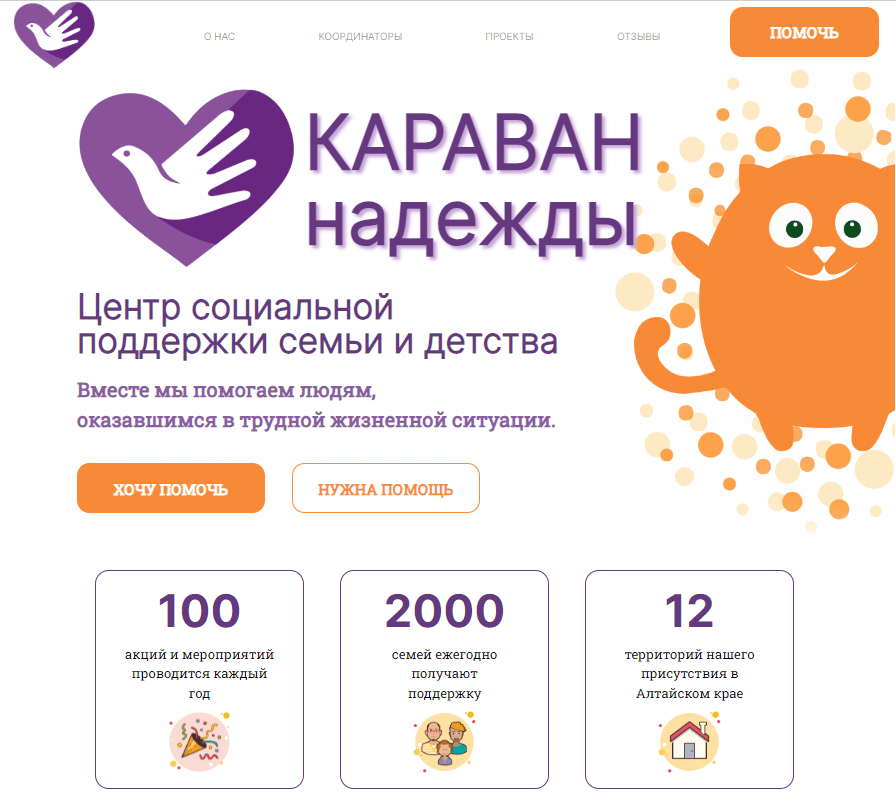 О НАС
КООРДИНАТОРЫ
ПРОЕКТЫ
ОТЗЫВЫ
ПОМОЧЬ
КАРАВАН
надежды
Центр социальной
поддержки семьи и детства
Вместе мы помогаем людям,
оказавшимся в трудной жизненной ситуации.
ХОЧУ ПОМОЧЬ
НУЖНА ПОМОЩЬ
100
акций и мероприятий
проводится каждый
год
2000
семей ежегодно
получают
поддержку
12
территорий нашего
присутствия в
Алтайском крае